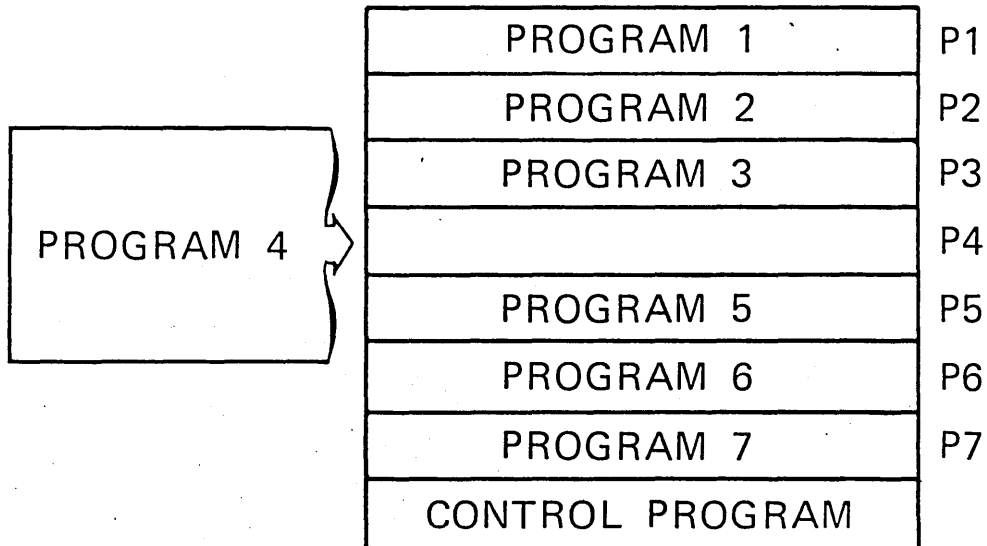 PROGRAM 1 P1
PROGRAM 2 P2
PROGRAM 3 P3
PROGRAM 4 P4
PROGRAM 5 P5
PROGRAM 6 P6
PROGRAM 7 P7
CONTROL PROGRAM